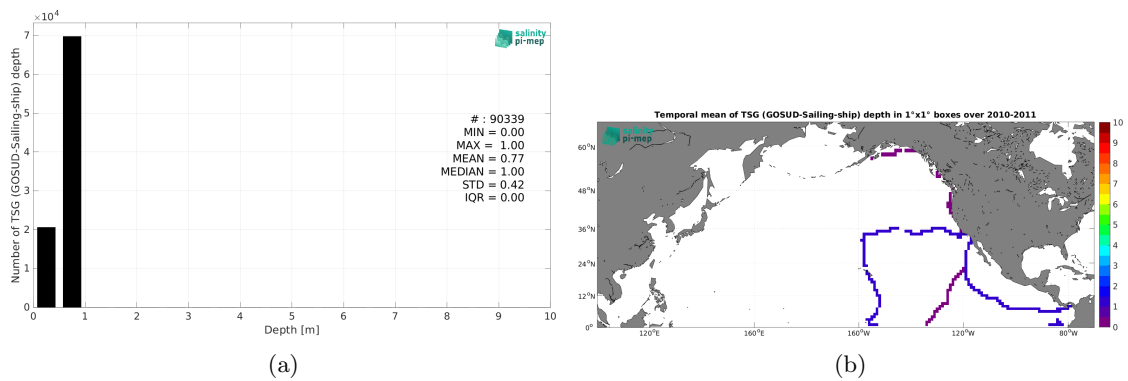 ×10⁴
7
6
5
4
3
2
1
0
Number of TSG (GOSUD-Sailing-ship) depth
0 1 2 3 4 5 6 7 8 9 10
Depth [m]
salinity
pi-mep
# : 90339
MIN = 0.00
MAX = 1.00
MEAN = 0.77
MEDIAN = 1.00
STD = 0.42
IQR = 0.00
(a)
Temporal mean of TSG (GOSUD-Sailing-ship) depth in 1°x1° boxes over 2010-2011
salinity
pi-mep
60°N
48°N
36°N
24°N
12°N
0°
120°E 160°E 160°W 120°W 80°W
10
9
8
7
6
5
4
3
2
1
0
(b)